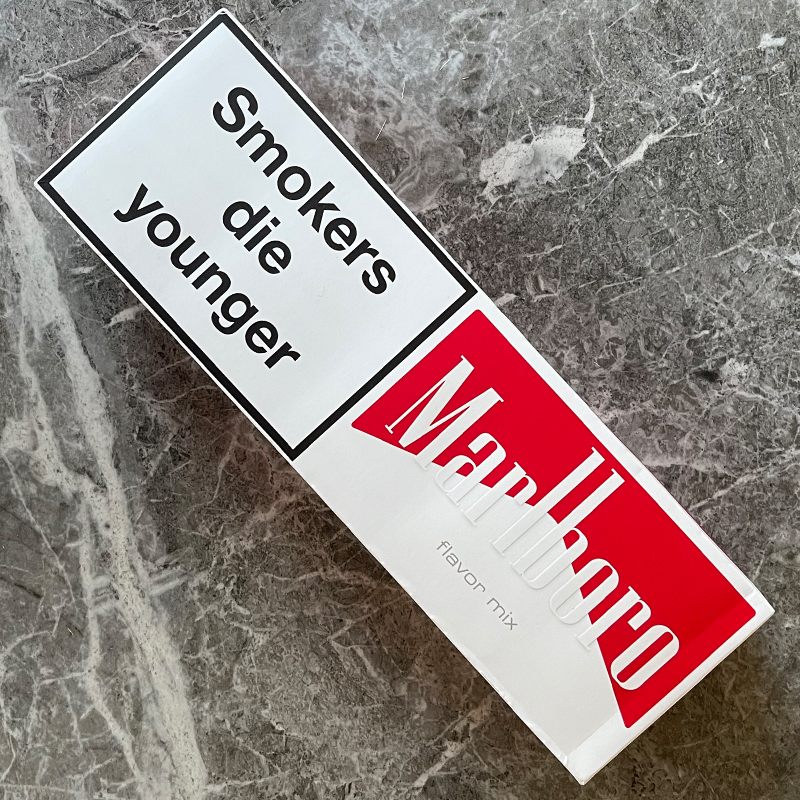 Smokers
die
younger
Marlboro
flavor mix